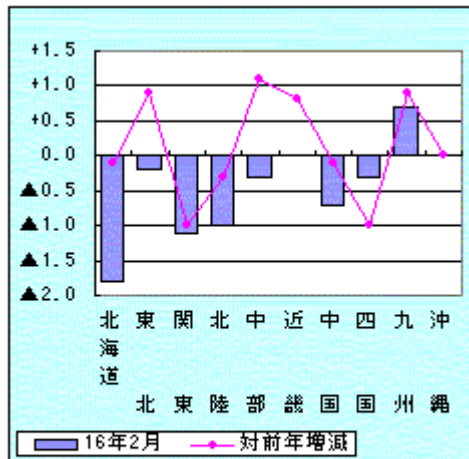 +1.5
+1.0
+0.5
0.0
▲0.5
▲1.0
▲1.5
▲2.0
北海道
東北
関東
北陸
中部
近畿
中国
四国
九州
沖縄
16年2月
対前年増減